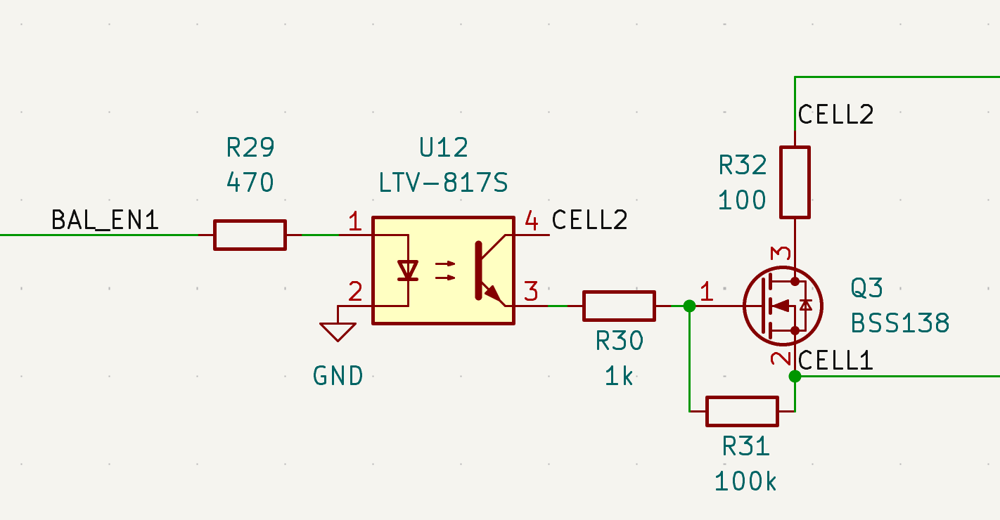 CELL2
R29
470
U12
LTV-817S
R32
100
BAL_EN1
1
4
CELL2
3
2
3
1
Q3
BSS138
R30
1k
2
CELL1
GND
R31
100k